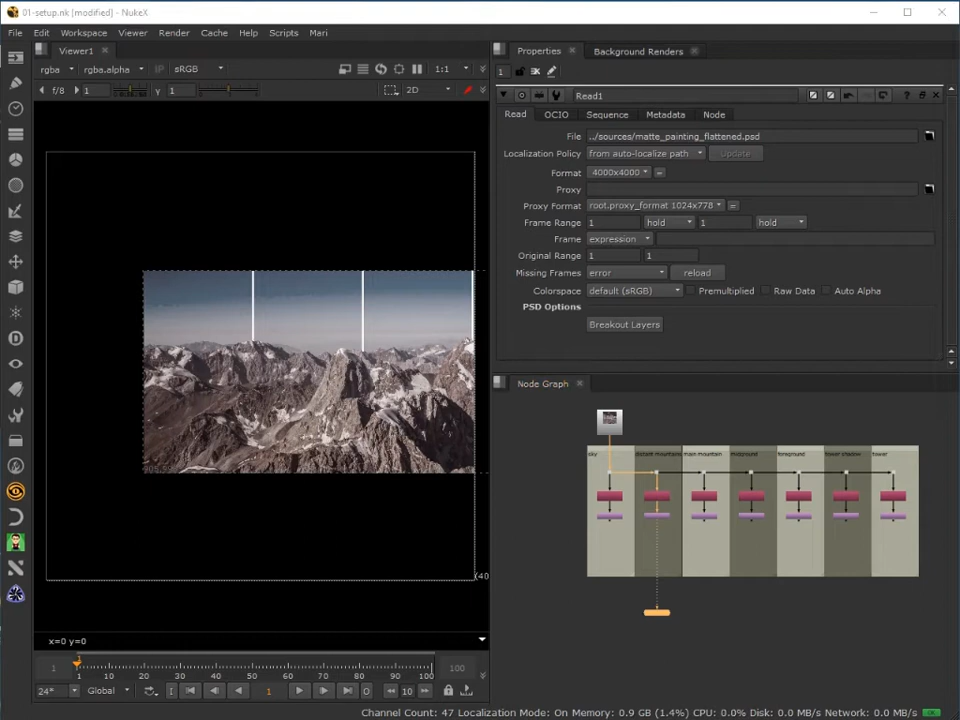 01-setup.nk [modified] - NukeX
File Edit Workspace Viewer Render Cache Help Scripts Mari
Viewer1
rgba rgba.alpha IP sRGB 1:1
f/8 1 y 1 2D
x=0 y=0
1 1 10 20 30 40 50 60 70 80 90 100 100
1
24* Global 1 10
Properties Background Renders
1
Read1
Read OCIO Sequence Metadata Node
File ../sources/matte_painting_flattened.psd
Localization Policy from auto-localize path Update
Format 4000x4000 =
Proxy
Proxy Format root.proxy_format 1024x778 =
Frame Range 1 hold 1 hold
Frame expression
Original Range 1 1
Missing Frames error reload
Colorspace default (sRGB) Premultiplied Raw Data Auto Alpha
PSD Options
Breakout Layers
Node Graph
sky distant mountains main mountain midground foreground tower shadow tower
Channel Count: 47 Localization Mode: On Memory: 0.9 GB (1.4%) CPU: 0.0% Disk: 0.0 MB/s Network: 0.0 MB/s